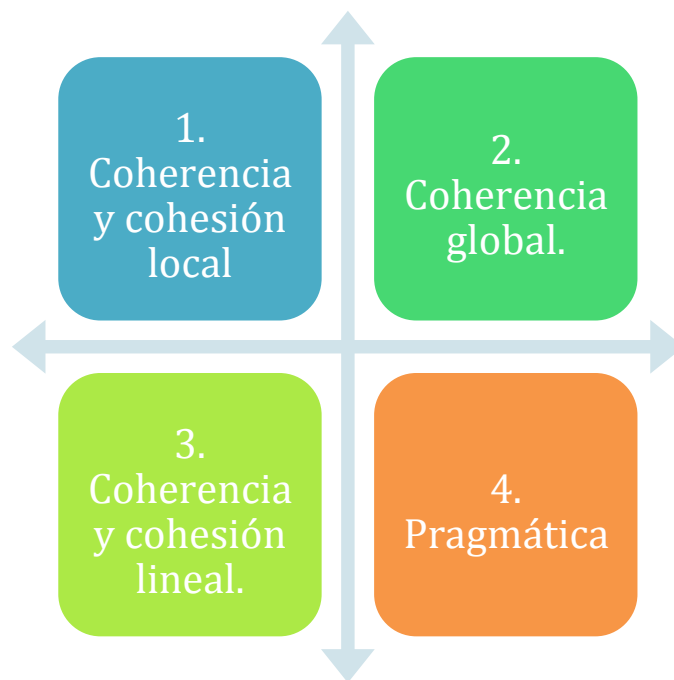 1.
Coherencia
y cohesión
local
2.
Coherencia
global.
3.
Coherencia
y cohesión
lineal.
4.
Pragmática